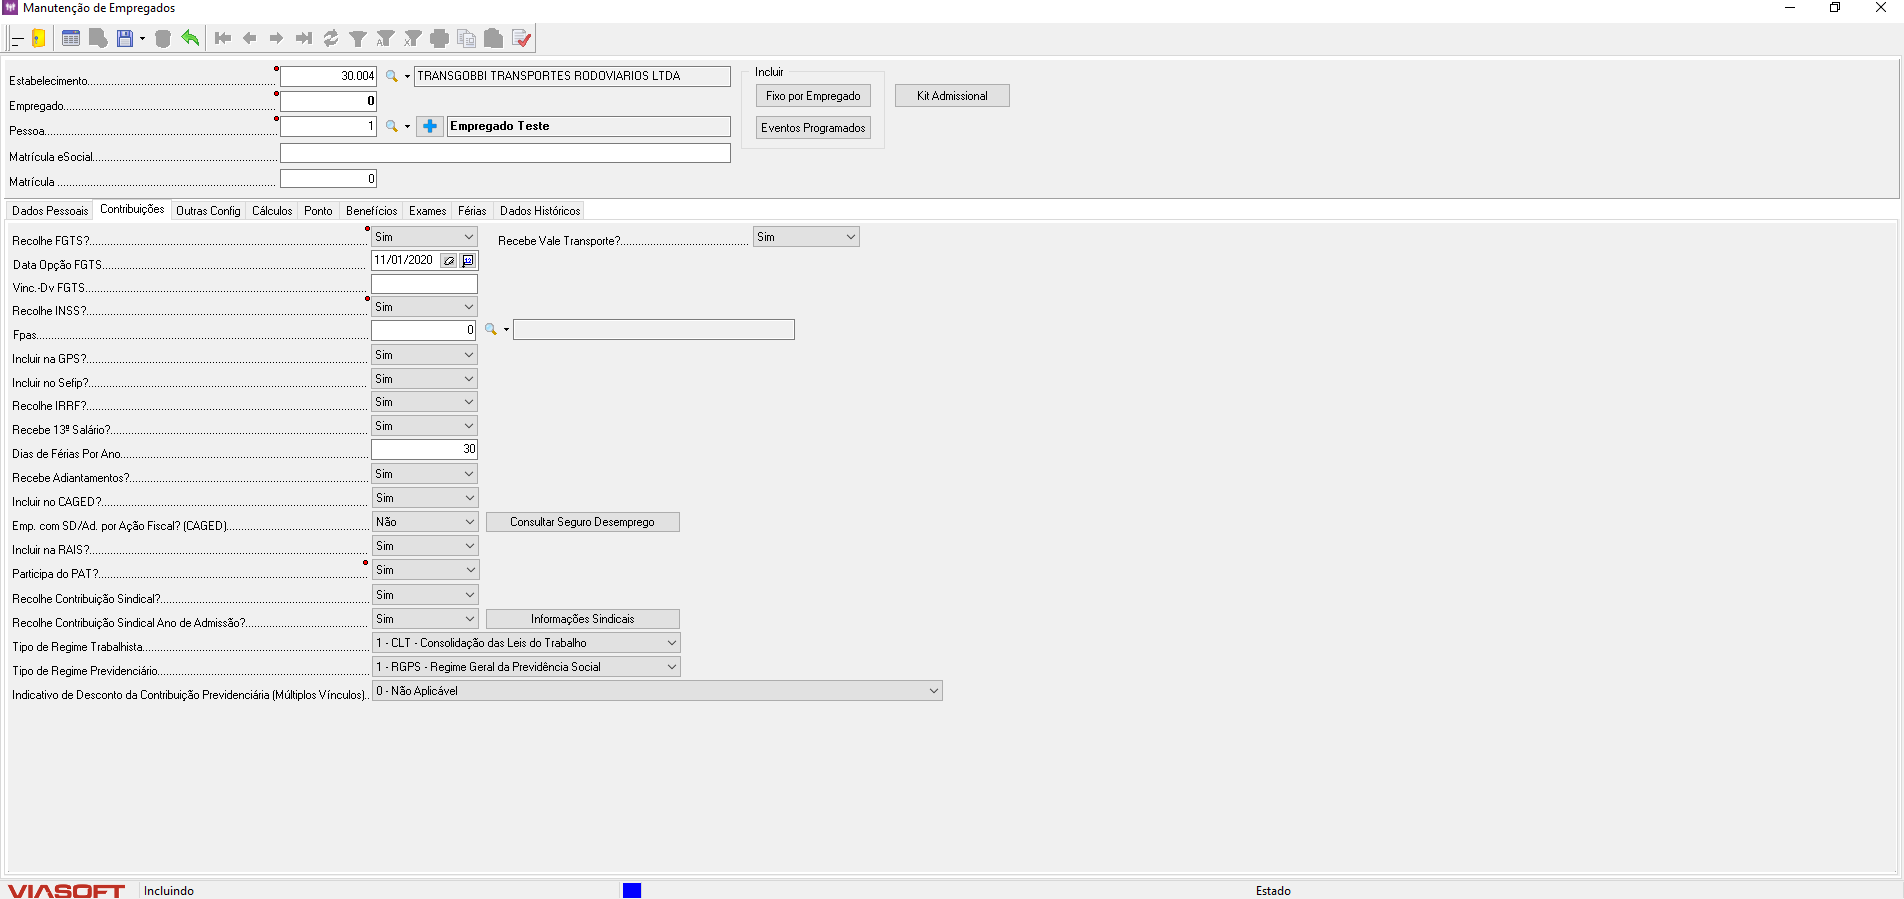 Manutenção de Empregados
Estabelecimento 30.004 TRANSGOBBI TRANSPORTES RODOVIARIOS LTDA
Incluir
Empregado 0
Fixo por Empregado
Kit Admissional
Pessoa 1 Empregado Teste
Eventos Programados
Matrícula eSocial
Matrícula 0
Dados Pessoais Contribuições Outras Config Cálculos Ponto Benefícios Exames Férias Dados Históricos
Recolhe FGTS? Sim Recebe Vale Transporte? Sim
Data Opção FGTS 11/01/2020
Vinc.-Dv FGTS
Recolhe INSS? Sim
Fpas 0
Incluir na GPS? Sim
Incluir no Sefip? Sim
Recolhe IRRF? Sim
Recebe 13º Salário? Sim
Dias de Férias Por Ano 30
Recebe Adiantamentos? Sim
Incluir no CAGED? Sim
Emp. com SD/Ad. por Ação Fiscal? (CAGED) Não Consultar Seguro Desemprego
Incluir na RAIS? Sim
Participa do PAT? Sim
Recolhe Contribuição Sindical? Sim
Recolhe Contribuição Sindical Ano de Admissão? Sim Informações Sindicais
Tipo de Regime Trabalhista 1 - CLT - Consolidação das Leis do Trabalho
Tipo de Regime Previdenciário 1 - RGPS - Regime Geral da Previdência Social
Indicativo de Desconto da Contribuição Previdenciária (Múltiplos Vínculos) 0 - Não Aplicável
VIASOFT Incluindo Estado